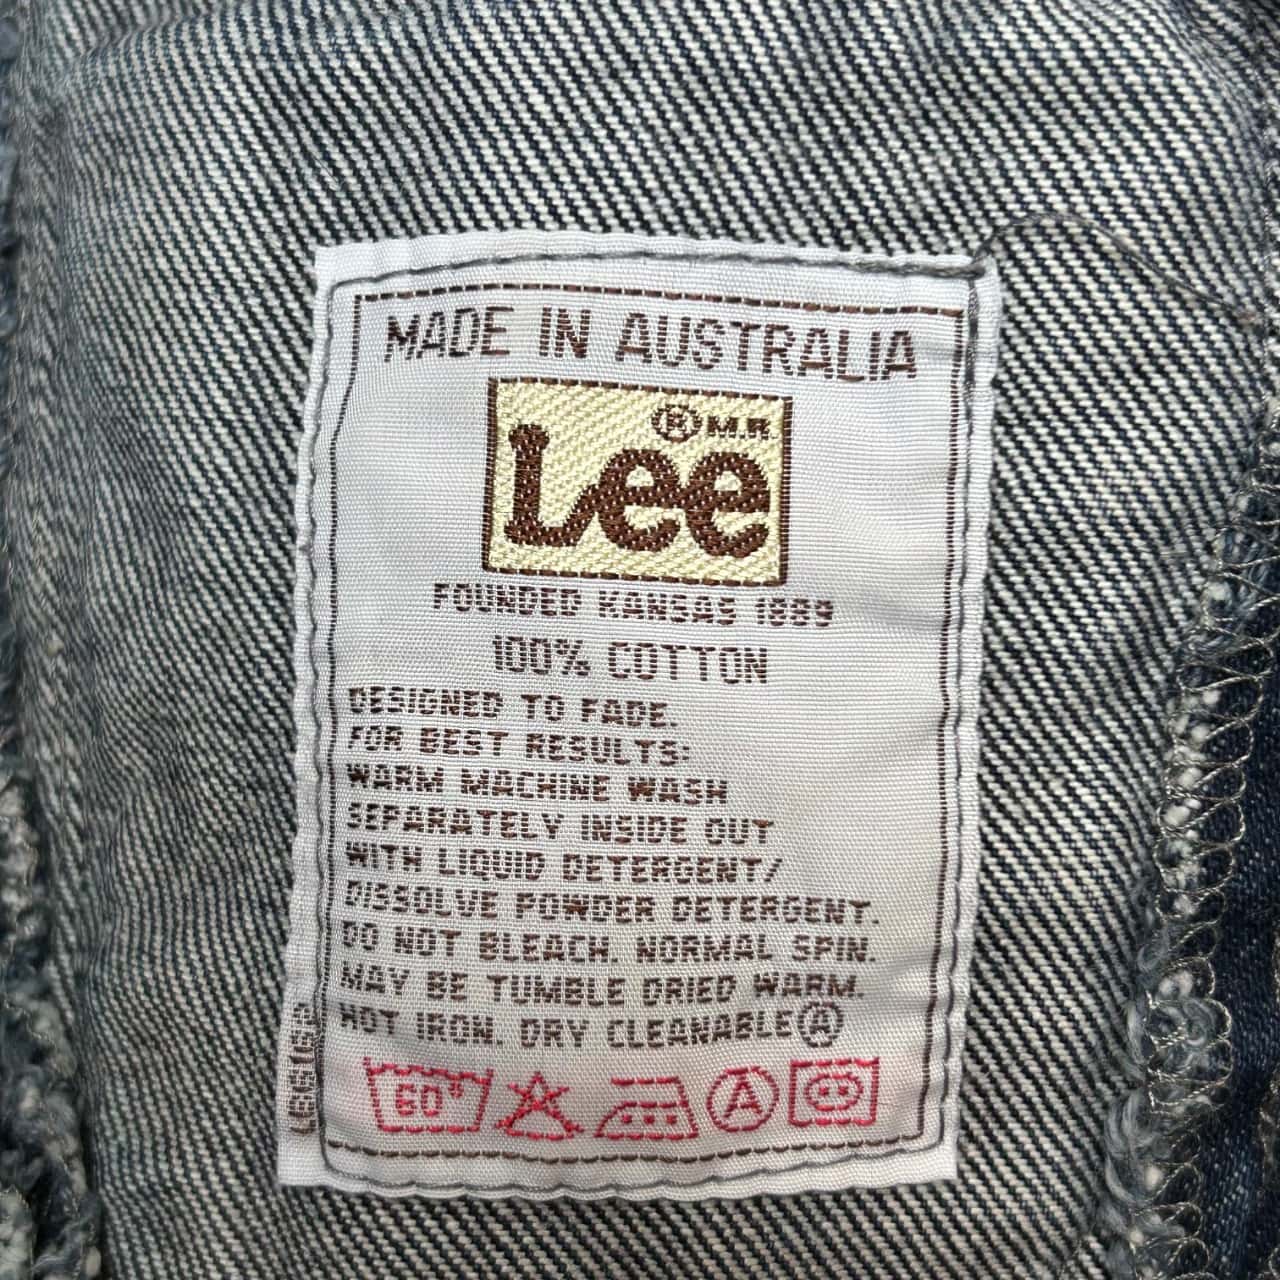 MADE IN AUSTRALIA
® M.R
Lee
FOUNDED KANSAS 1889
100% COTTON
DESIGNED TO FADE.
FOR BEST RESULTS:
WARM MACHINE WASH
SEPARATELY INSIDE OUT
WITH LIQUID DETERGENT/
DISSOLVE POWDER DETERGENT.
DO NOT BLEACH. NORMAL SPIN.
MAY BE TUMBLE DRIED WARM.
HOT IRON. DRY CLEANABLE Ⓐ
60° Ⓐ